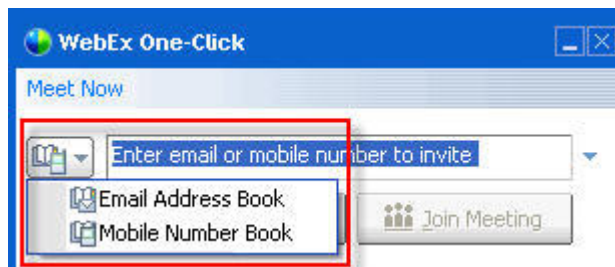 WebEx One-Click
Meet Now
Enter email or mobile number to invite
Email Address Book
Mobile Number Book
Join Meeting